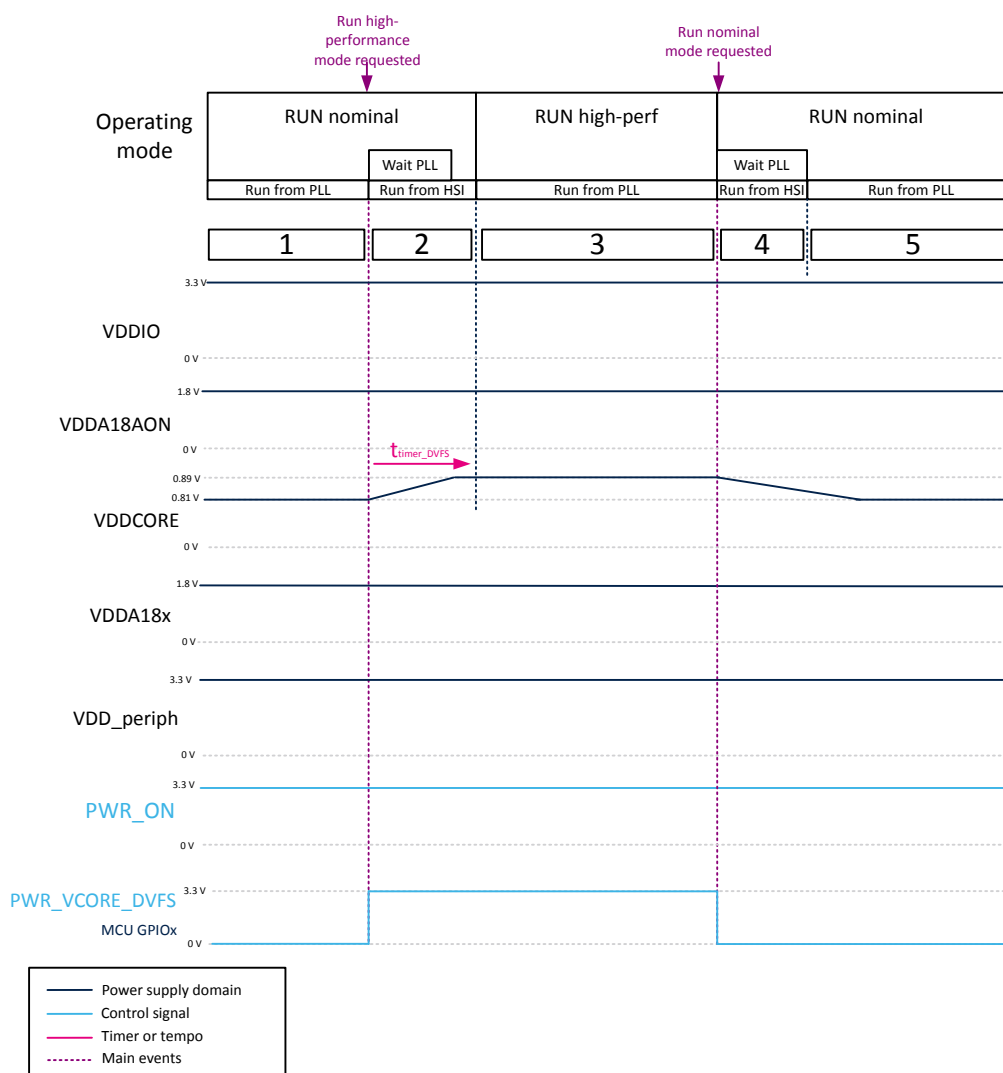 Run high-
performance
mode requested
Run nominal
mode requested
Operating
mode
RUN nominal
RUN high-perf
RUN nominal
Wait PLL
Wait PLL
Run from PLL
Run from HSI
Run from PLL
Run from HSI
Run from PLL
1
2
3
4
5
3.3 V
VDDIO
0 V
1.8 V
VDDA18AON
0 V
ttimer_DVFS
0.89 V
0.81 V
VDDCORE
0 V
1.8 V
VDDA18x
0 V
3.3 V
VDD_periph
0 V
3.3 V
PWR_ON
0 V
3.3 V
PWR_VCORE_DVFS
MCU GPIOx
0 V
Power supply domain
Control signal
Timer or tempo
Main events